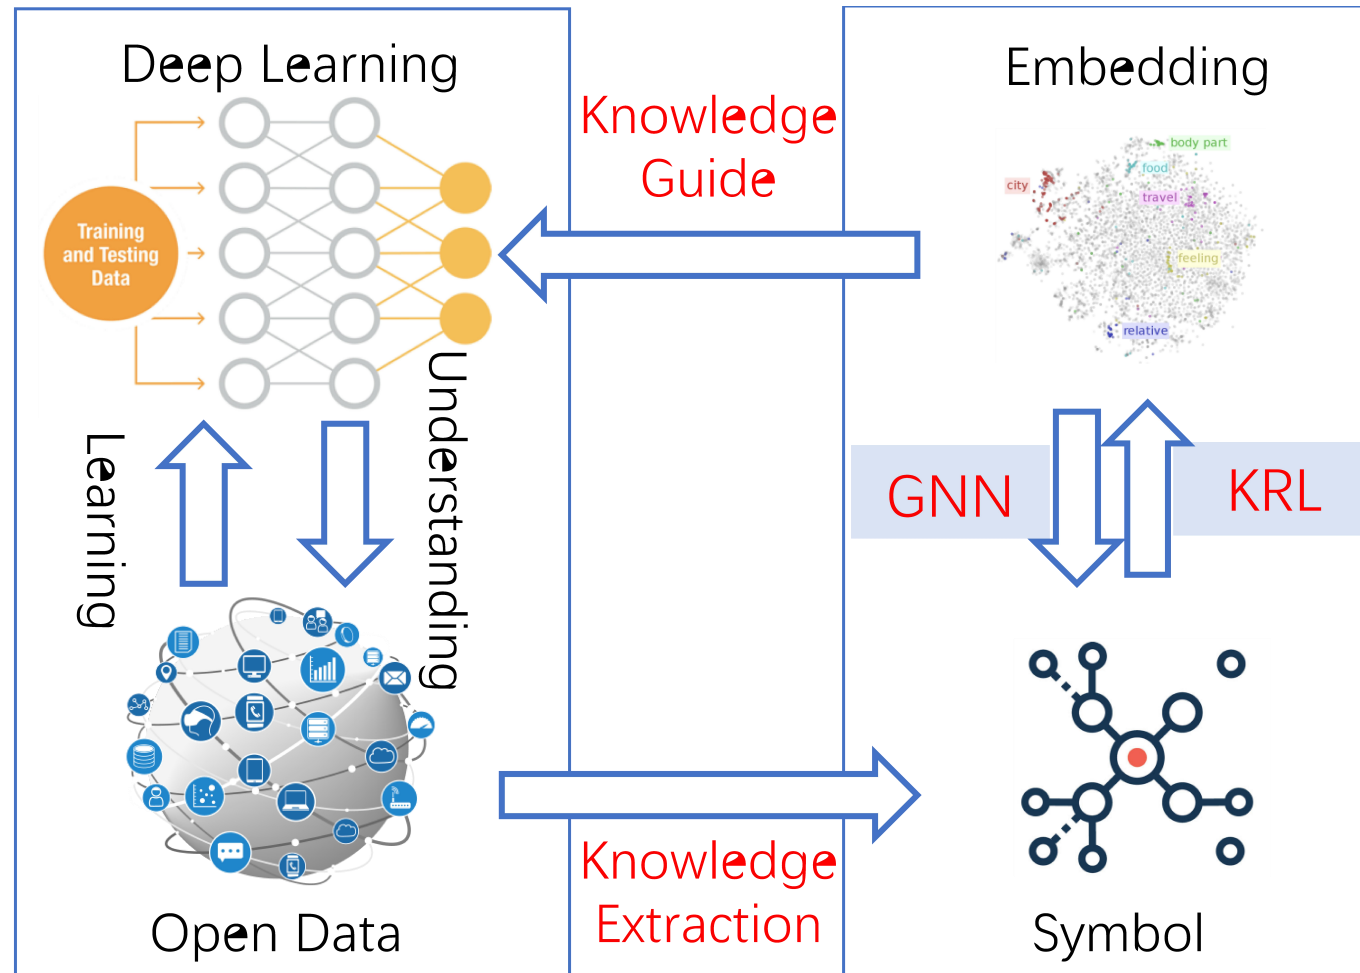 Deep Learning
Training
and Testing
Data
Learning
Understanding
Open Data
Knowledge
Guide
Knowledge
Extraction
Embedding
body part
food
city
travel
feeling
relative
GNN
KRL
Symbol